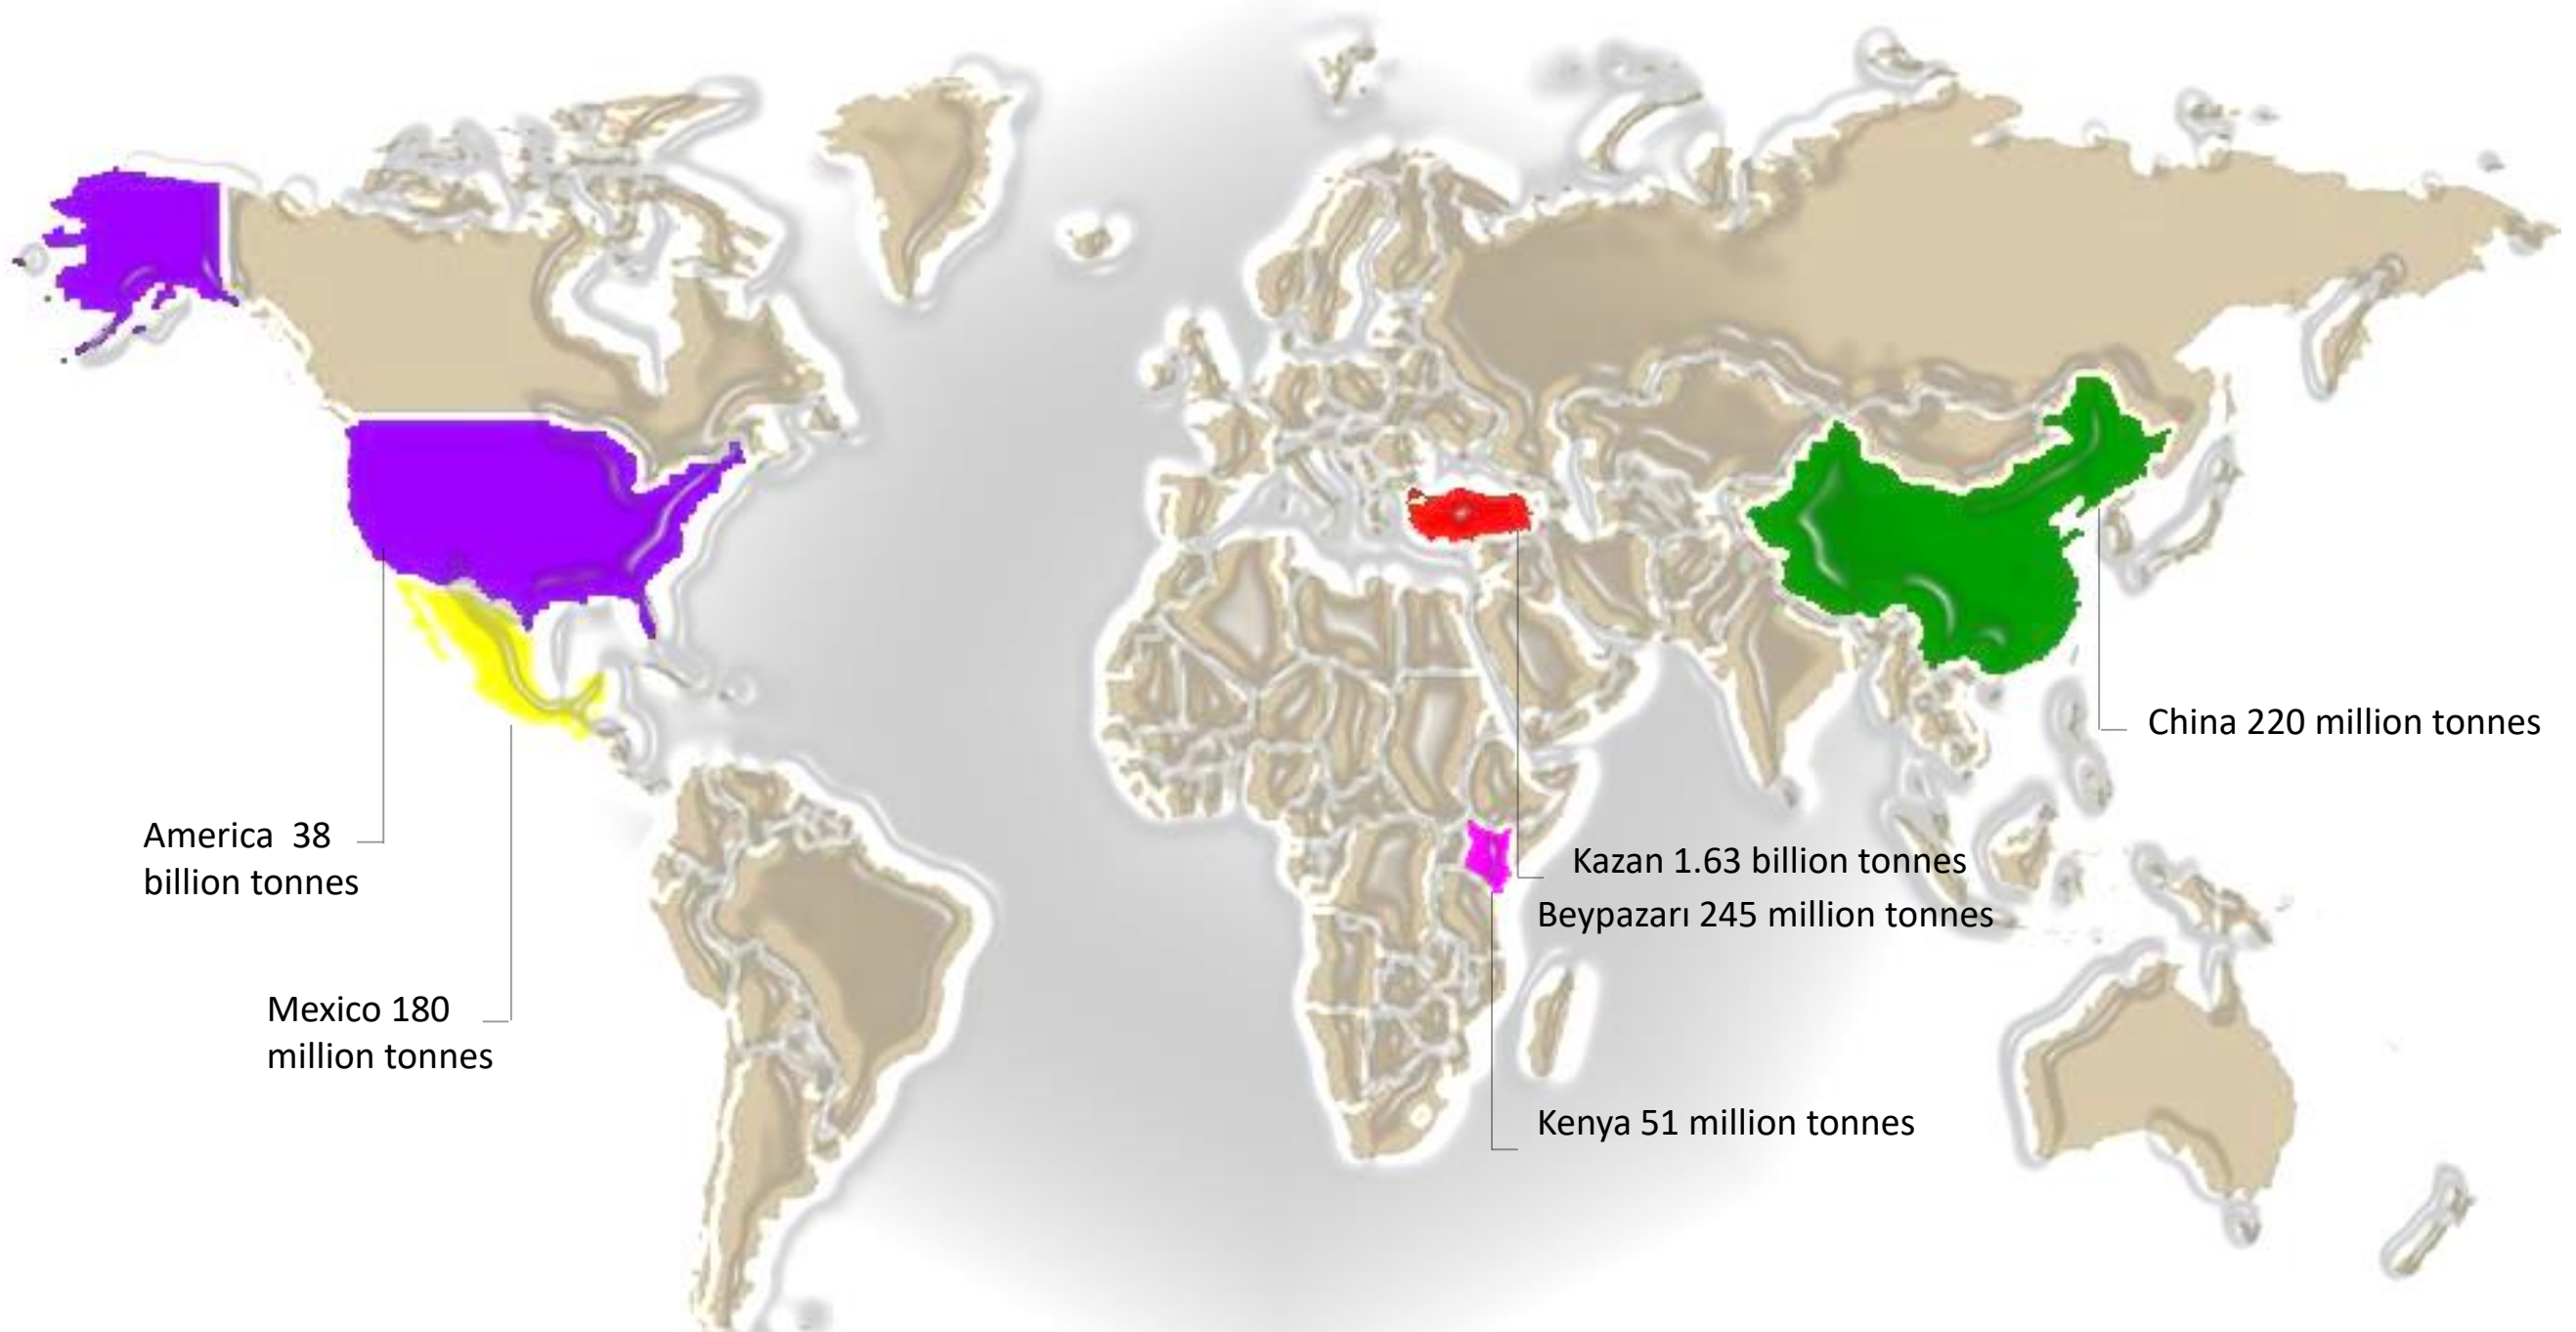 America  38
billion tonnes
Mexico 180
million tonnes
China 220 million tonnes
Kazan 1.63 billion tonnes
Beypazarı 245 million tonnes
Kenya 51 million tonnes